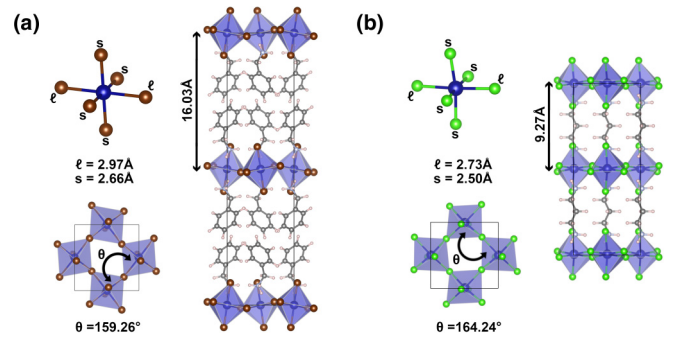 (a)
s
s
ℓ
ℓ
s
s
ℓ = 2.97Å
s = 2.66Å
θ
θ =159.26°
16.03Å
(b)
s
s
ℓ
ℓ
s
s
ℓ = 2.73Å
s = 2.50Å
θ
θ =164.24°
9.27Å